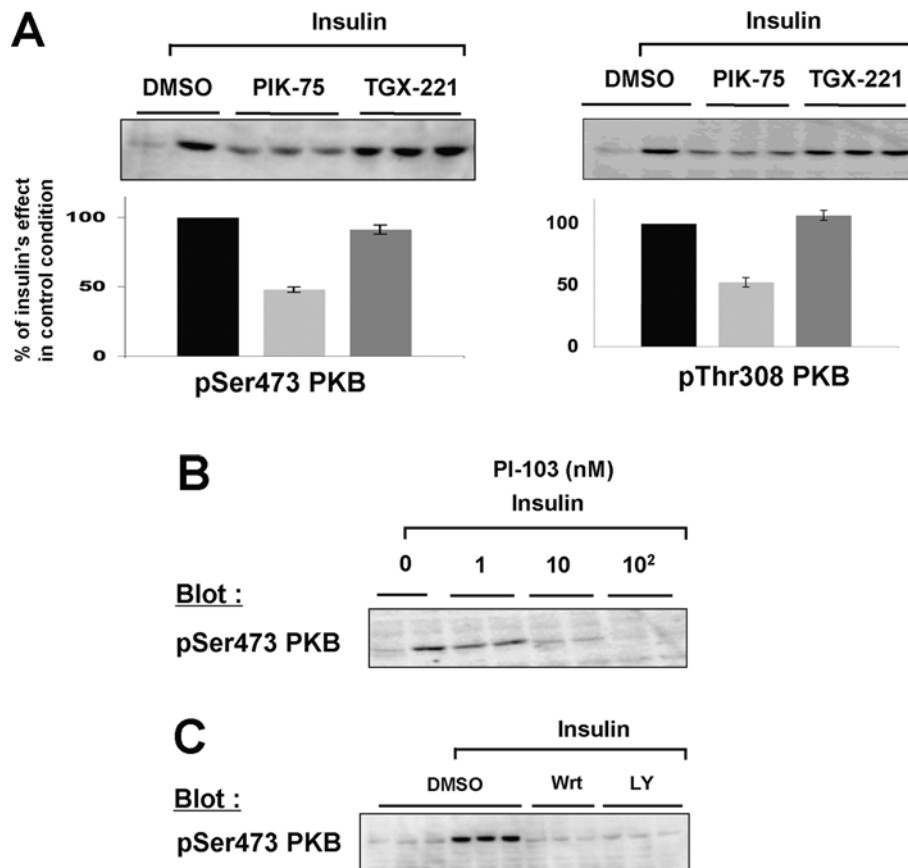 A
Insulin
DMSO PIK-75 TGX-221
% of insulin's effect
in control condition
100
50
0
pSer473 PKB
Insulin
DMSO PIK-75 TGX-221
100
50
0
pThr308 PKB
B
PI-103 (nM)
Insulin
0 1 10 10²
Blot :
pSer473 PKB
C
Insulin
DMSO Wrt LY
Blot :
pSer473 PKB